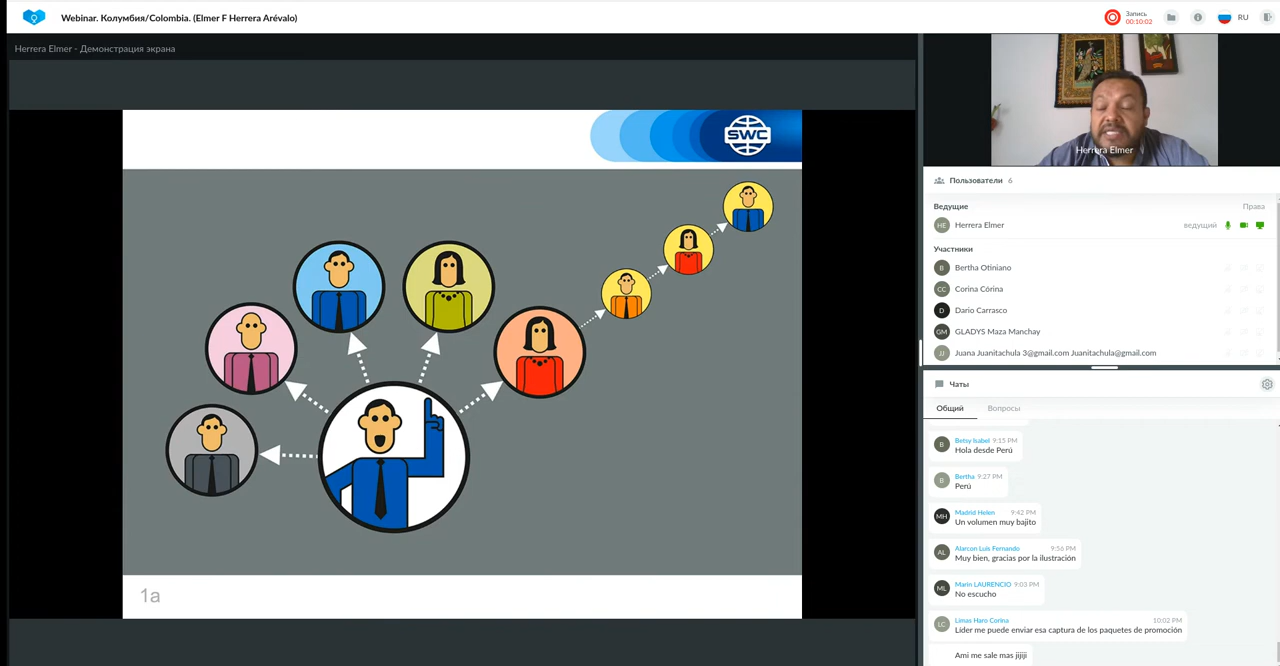 Webinar. Колумбия/Colombia. (Elmer F Herrera Arévalo)
Запись
00:10:02
RU
Herrera Elmer - Демонстрация экрана
SWC
1a
Herrera Elmer
Пользователи 6
Ведущие Права
HE Herrera Elmer ведущий
Участники
B Bertha Otiniano
CC Corina Córina
D Dario Carrasco
GM GLADYS Maza Manchay
JJ Juana Juanitachula 3@gmail.com Juanitachula@gmail.com
Чаты
Общий Вопросы
B Betsy Isabel 9:15 PM
Hola desde Perú
B Bertha 9:27 PM
Perú
MH Madrid Helen 9:42 PM
Un volumen muy bajito
AL Alarcon Luis Fernando 9:56 PM
Muy bien, gracias por la ilustración
ML Marin LAURENCIO 9:03 PM
No escucho
LC Limas Haro Corina 10:02 PM
Líder me puede enviar esa captura de los paquetes de promoción
Ami me sale mas jijiji